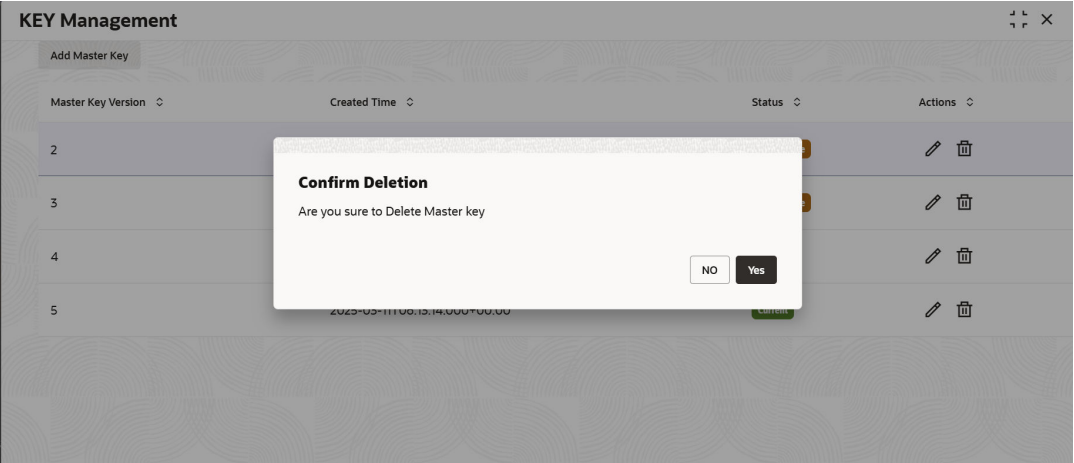 KEY Management
Add Master Key
Master Key Version Created Time Status Actions
2
3
4
5
Confirm Deletion
Are you sure to Delete Master key
NO Yes
Current